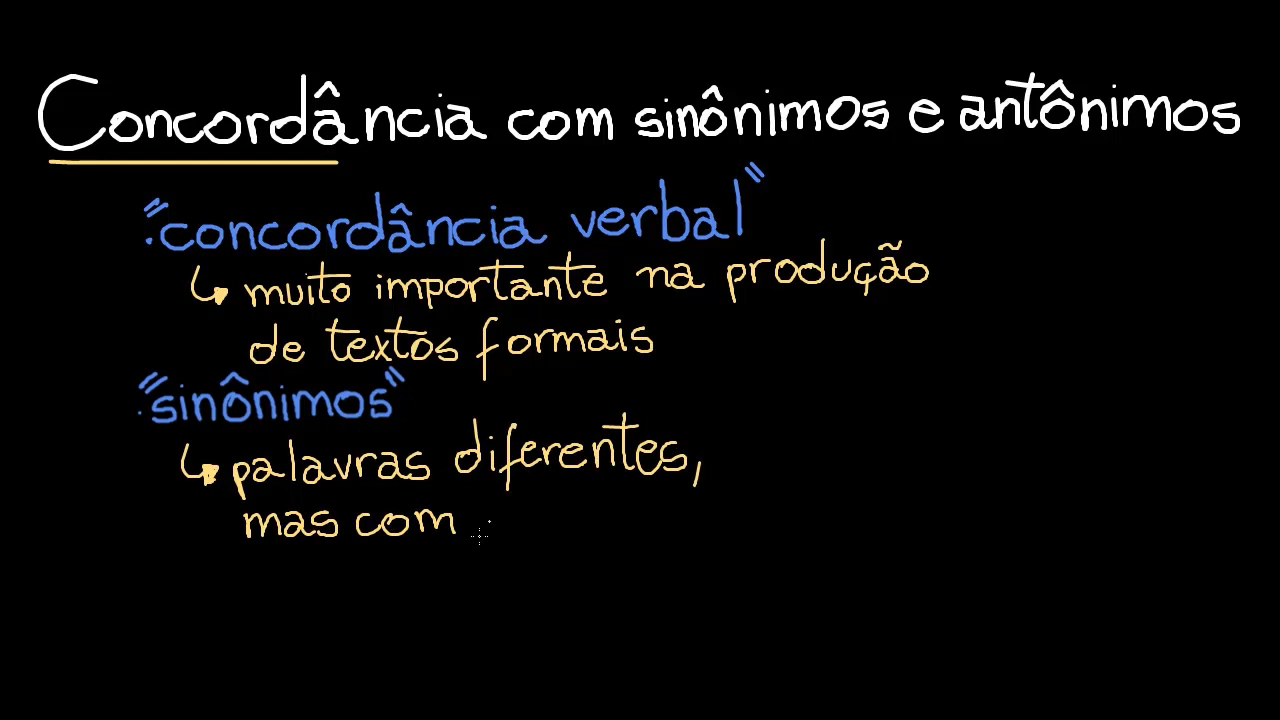 Concordância com sinônimos e antônimos
"concordância verbal"
↳ muito importante na produção
de textos formais
"sinônimos"
↳ palavras diferentes,
mas com